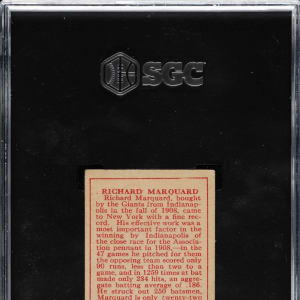 SGC
RICHARD MARQUARD
Richard Marquard, bought
by the Giants from Indianap-
olis in the fall of 1908, came
to New York with a fine rec-
ord. His effective work was a
most important factor in the
winning by Indianapolis of
the close race for the Associa-
tion pennant in 1908,—in the
47 games he pitched for them
the opposing team scored only
90 runs, less than two to a
game, and in 1259 times at bat
made only 234 hits, an aggre-
gate batting average of .186.
He struck out 250 batsmen.
Marquard is only twenty-two